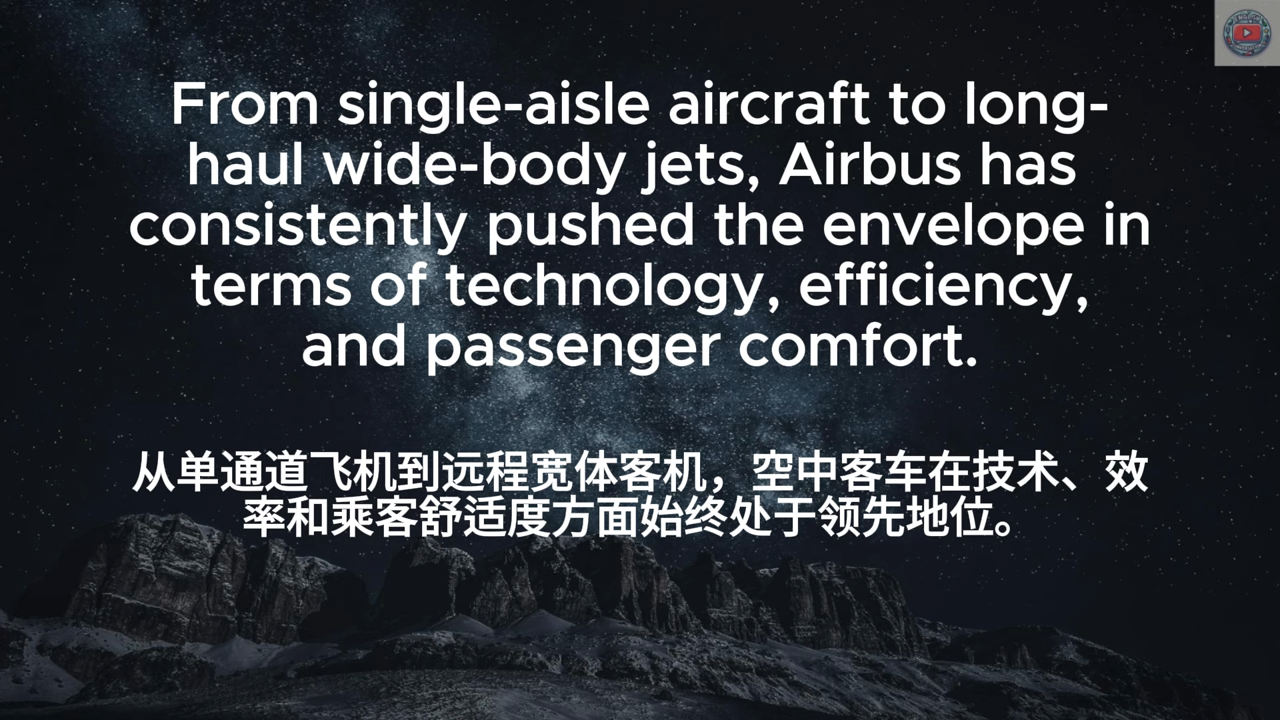 From single-aisle aircraft to long-
haul wide-body jets, Airbus has
consistently pushed the envelope in
terms of technology, efficiency,
and passenger comfort.
从单通道飞机到远程宽体客机，空中客车在技术、效
率和乘客舒适度方面始终处于领先地位。